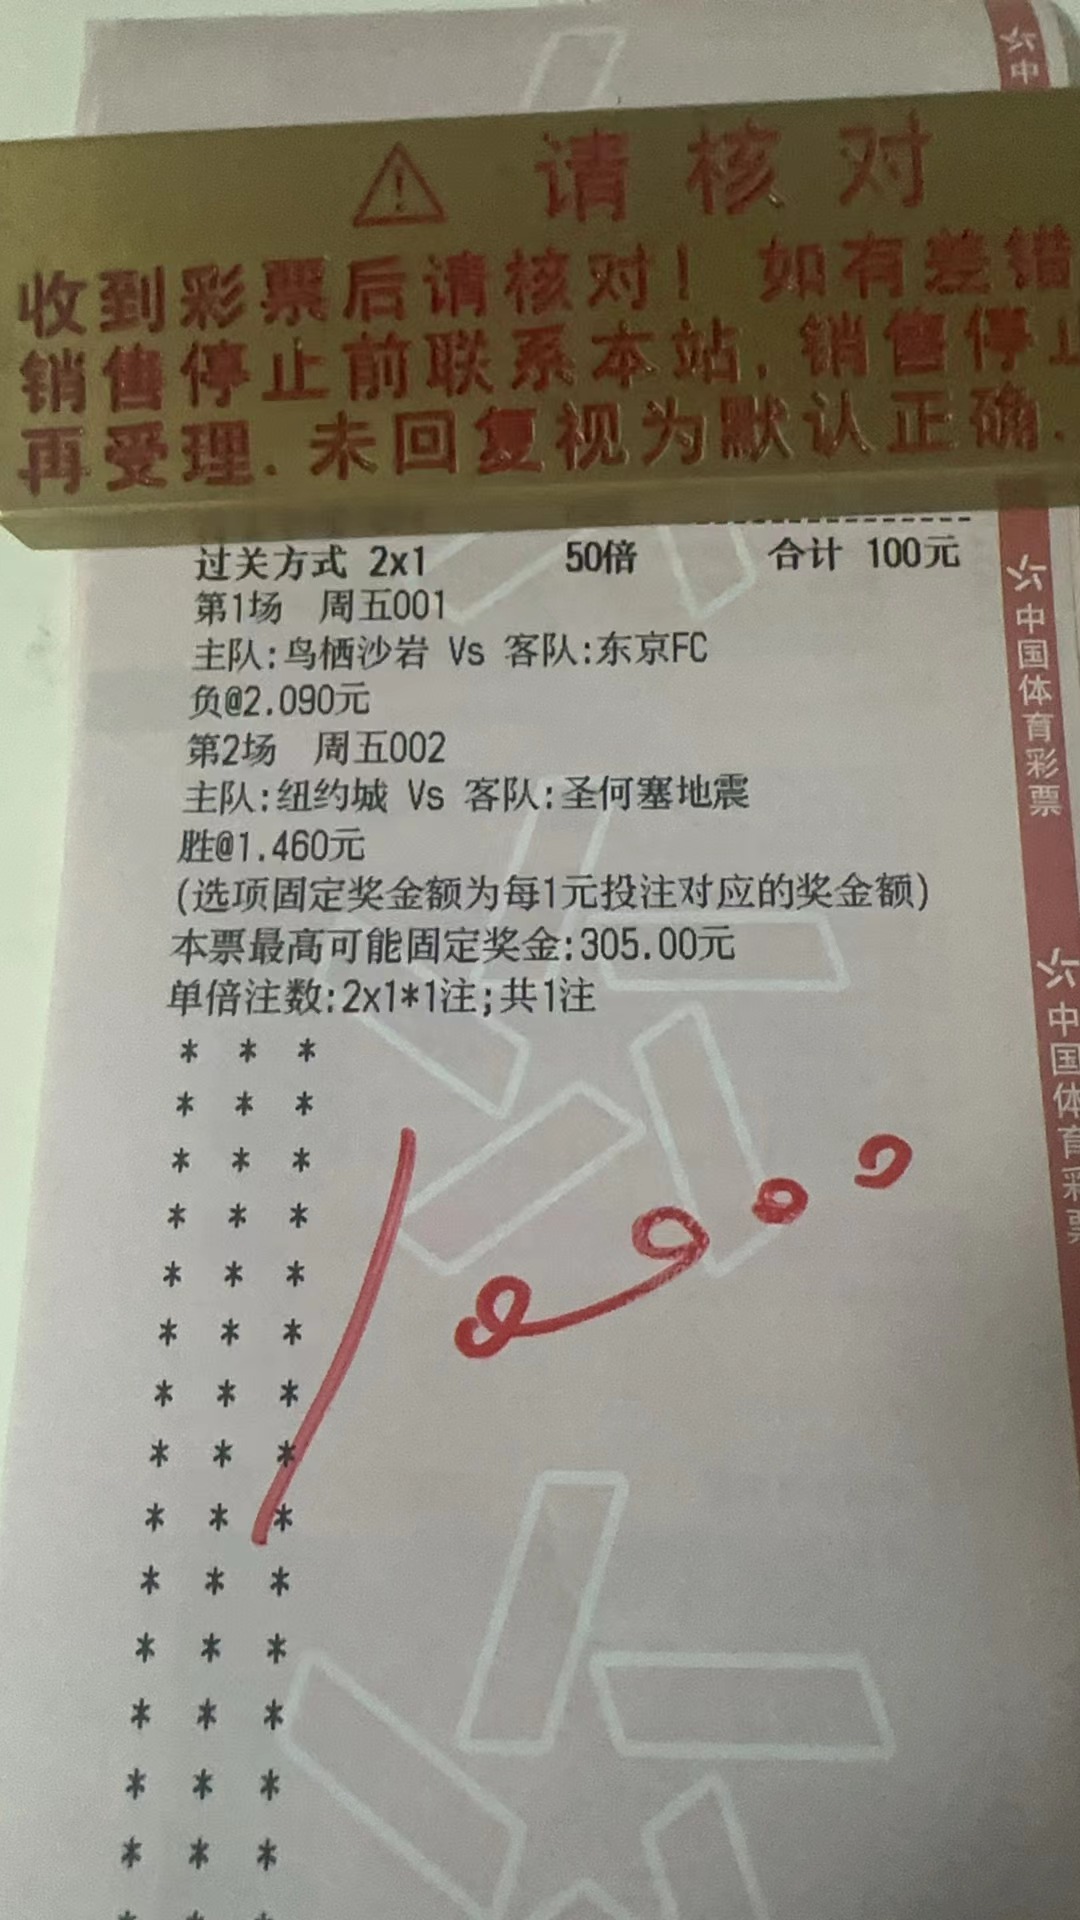 中
⚠ 请核对
收到彩票后请核对！如有差错
销售停止前联系本站，销售停止
再受理．未回复视为默认正确．
过关方式 2x1 50倍 合计 100元
第1场 周五001
主队:鸟栖沙岩 Vs 客队:东京FC
负@2.090元
第2场 周五002
主队:纽约城 Vs 客队:圣何塞地震
胜@1.460元
(选项固定奖金额为每1元投注对应的奖金额)
本票最高可能固定奖金:305.00元
单倍注数:2x1*1注;共1注
* * *
* * *
* * *
* * *
* * *
* * *
* * *
* * *
* * *
* * *
* * *
* * *
* * *
* * *
中国体育彩票
中国体育彩票